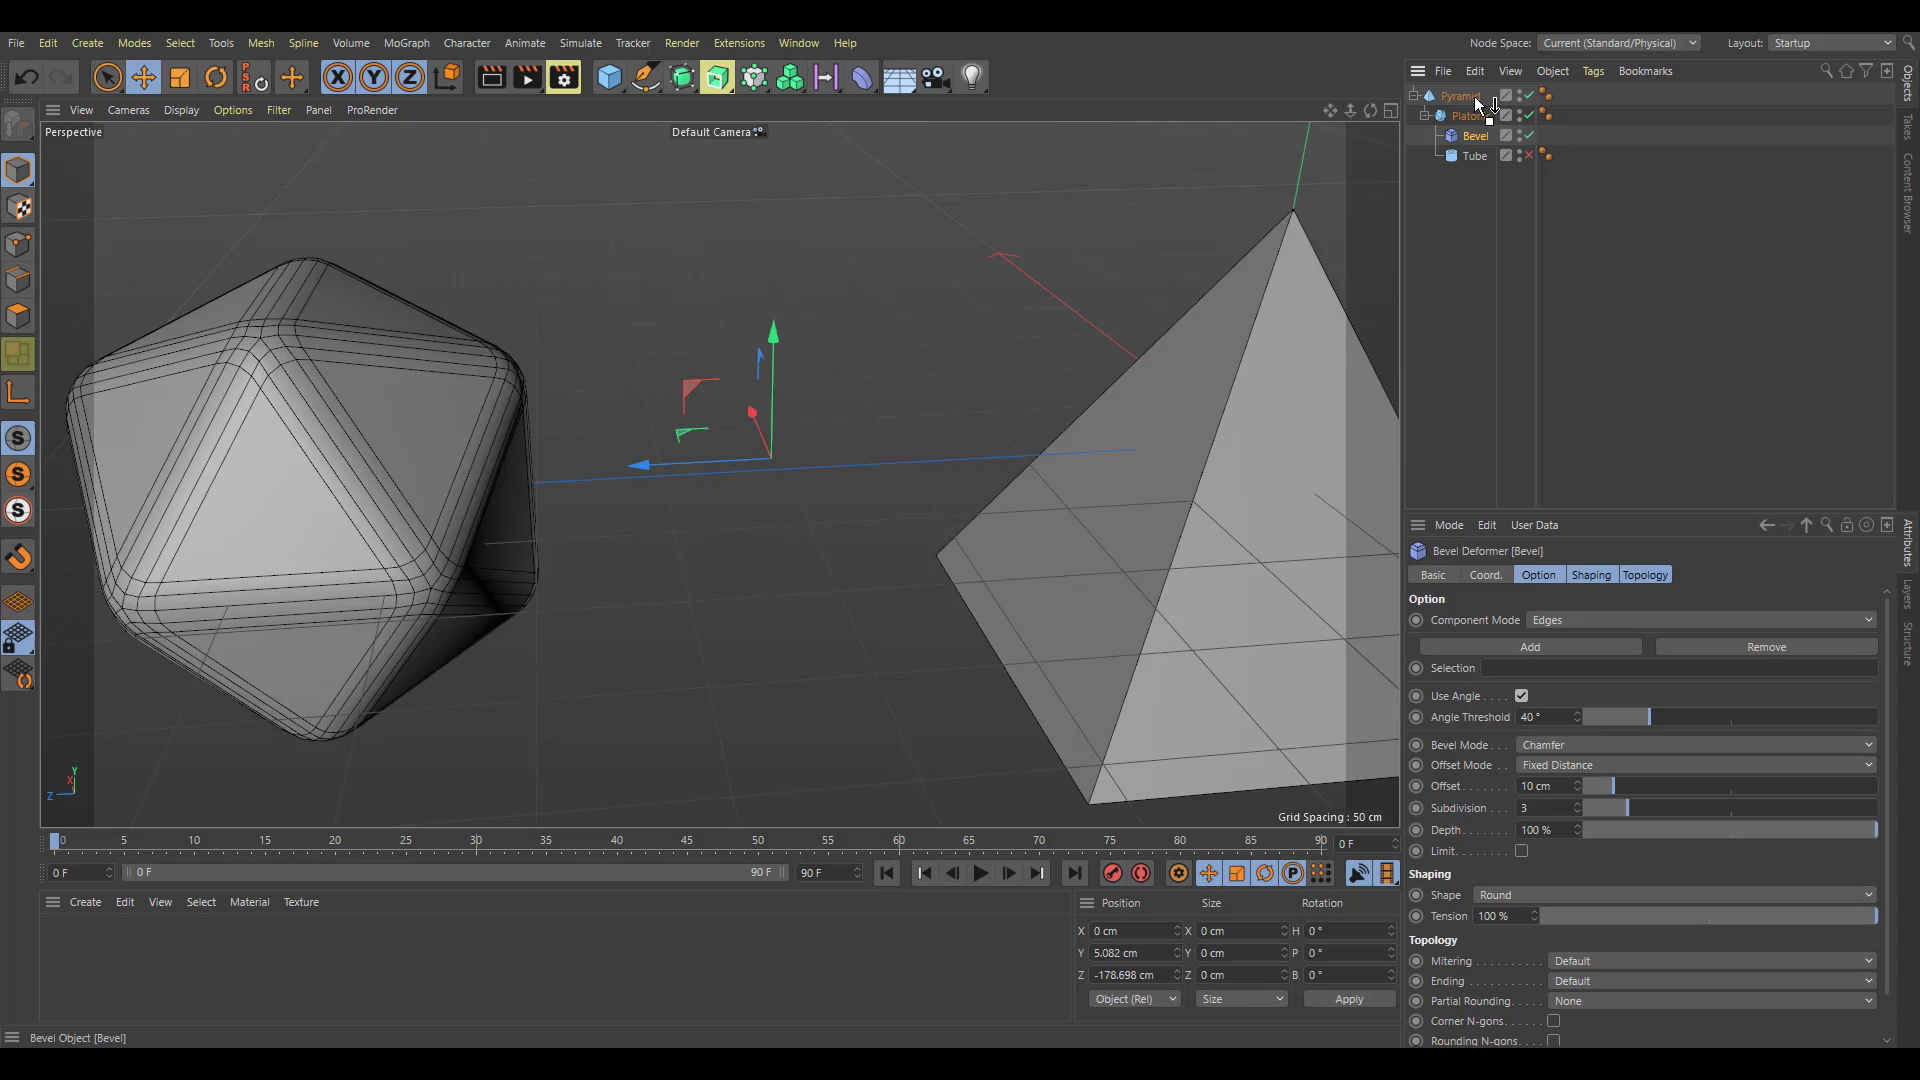 File Edit Create Modes Select Tools Mesh Spline Volume MoGraph Character Animate Simulate Tracker Render Extensions Window Help
Node Space: Current (Standard/Physical) Layout: Startup
View Cameras Display Options Filter Panel ProRender
Perspective
Default Camera
X Y Z
PSR
S
S
S
Y
X
Z
Grid Spacing : 50 cm
File Edit View Object Tags Bookmarks
Pyramid
Bevel
Tube
Objects
Takes
Content Browser
Mode Edit User Data
Bevel Deformer [Bevel]
Basic Coord. Option Shaping Topology
Option
Component Mode Edges
Add Remove
Selection
Use Angle . . . .
Angle Threshold 40 °
Bevel Mode . . . Chamfer
Offset Mode . . Fixed Distance
Offset . . . . . . . 10 cm
Subdivision . . . 3
Depth. . . . . . . 100 %
Limit. . . . . . . .
Shaping
Shape Round
Tension 100 %
Topology
Mitering . . . . . . . . . . Default
Ending . . . . . . . . . . . Default
Partial Rounding. . . . . None
Corner N-gons. . . . . .
Rounding N-gons. . . .
Attributes
Layers
Structure
0 5 10 15 20 25 30 35 40 45 50 55 60 65 70 75 80 85 90 0 F
0 F 0 F 90 F 90 F
P
Create Edit View Select Material Texture
Position Size Rotation
X 0 cm X 0 cm H 0 °
Y 5.082 cm Y 0 cm P 0 °
Z -178.698 cm Z 0 cm B 0 °
Object (Rel) Size Apply
Bevel Object [Bevel]